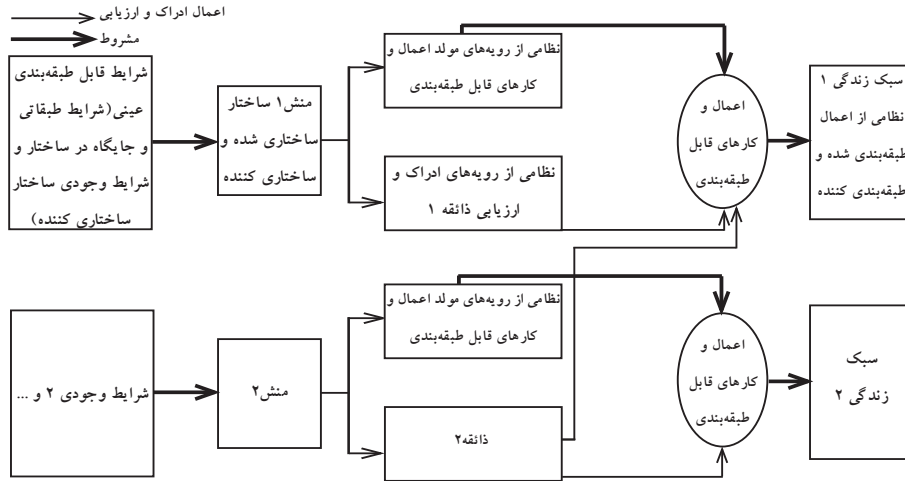 اعمال ادراک و ارزیابی
مشروط
شرایط قابل طبقه‌بندی
عینی(شرایط طبقاتی
و جایگاه در ساختار و
شرایط وجودی ساختار
ساختاری کننده)
منش۱ ساختار
ساختاری شده و
ساختاری کننده
نظامی از رویه‌های مولد اعمال و
کارهای قابل طبقه‌بندی
نظامی از رویه‌های ادراک و
ارزیابی ذائقه ۱
اعمال و
کارهای قابل
طبقه‌بندی
سبک زندگی ۱
نظامی از اعمال
طبقه‌بندی شده و
طبقه‌بندی کننده
شرایط وجودی ۲ و ...
منش۲
نظامی از رویه‌های مولد اعمال و
کارهای قابل طبقه‌بندی
ذائقه۲
اعمال و
کارهای قابل
طبقه‌بندی
سبک
زندگی ۲